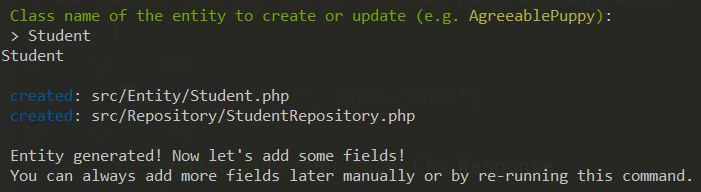 Class name of the entity to create or update (e.g. AgreeablePuppy):
> Student
Student
created: src/Entity/Student.php
created: src/Repository/StudentRepository.php
Entity generated! Now let's add some fields!
You can always add more fields later manually or by re-running this command.